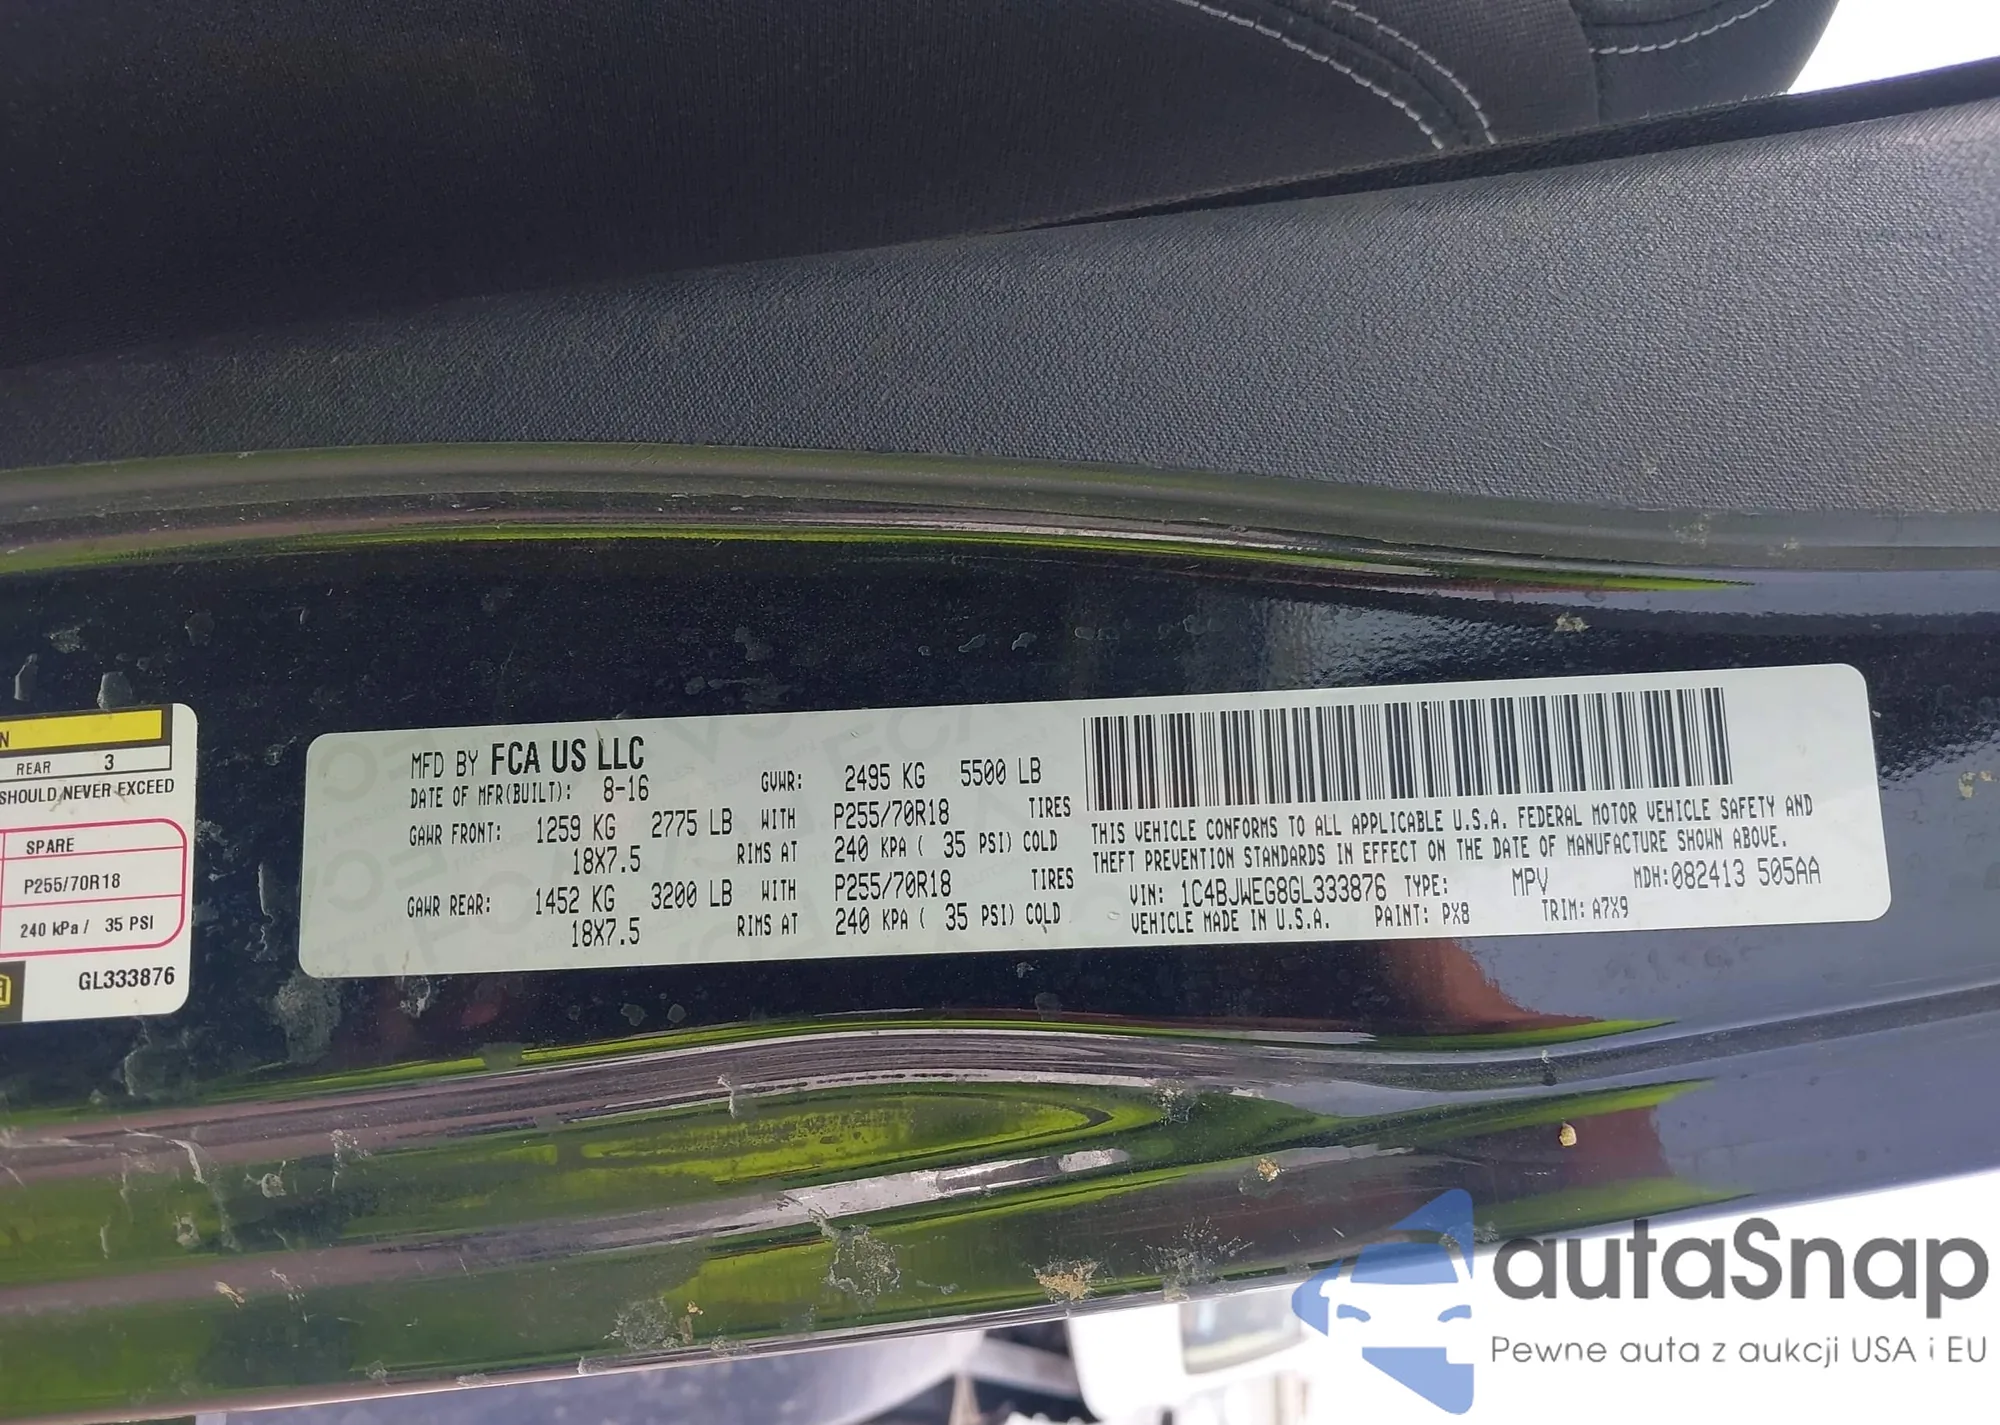 N
REAR 3
SHOULD NEVER EXCEED
SPARE
P255/70R18
240 kPa / 35 PSI
GL333876
MFD BY FCA US LLC
DATE OF MFR(BUILT): 8-16 GVWR: 2495 KG 5500 LB
GAWR FRONT: 1259 KG 2775 LB WITH P255/70R18 TIRES
18X7.5 RIMS AT 240 KPA ( 35 PSI) COLD
GAWR REAR: 1452 KG 3200 LB WITH P255/70R18 TIRES
18X7.5 RIMS AT 240 KPA ( 35 PSI) COLD
THIS VEHICLE CONFORMS TO ALL APPLICABLE U.S.A. FEDERAL MOTOR VEHICLE SAFETY AND
THEFT PREVENTION STANDARDS IN EFFECT ON THE DATE OF MANUFACTURE SHOWN ABOVE.
VIN: 1C4BJWEG8GL333876 TYPE: MPV MDH:082413 505AA
VEHICLE MADE IN U.S.A. PAINT: PX8 TRIM: A7X9
autaSnap
Pewne auta z aukcji USA i EU